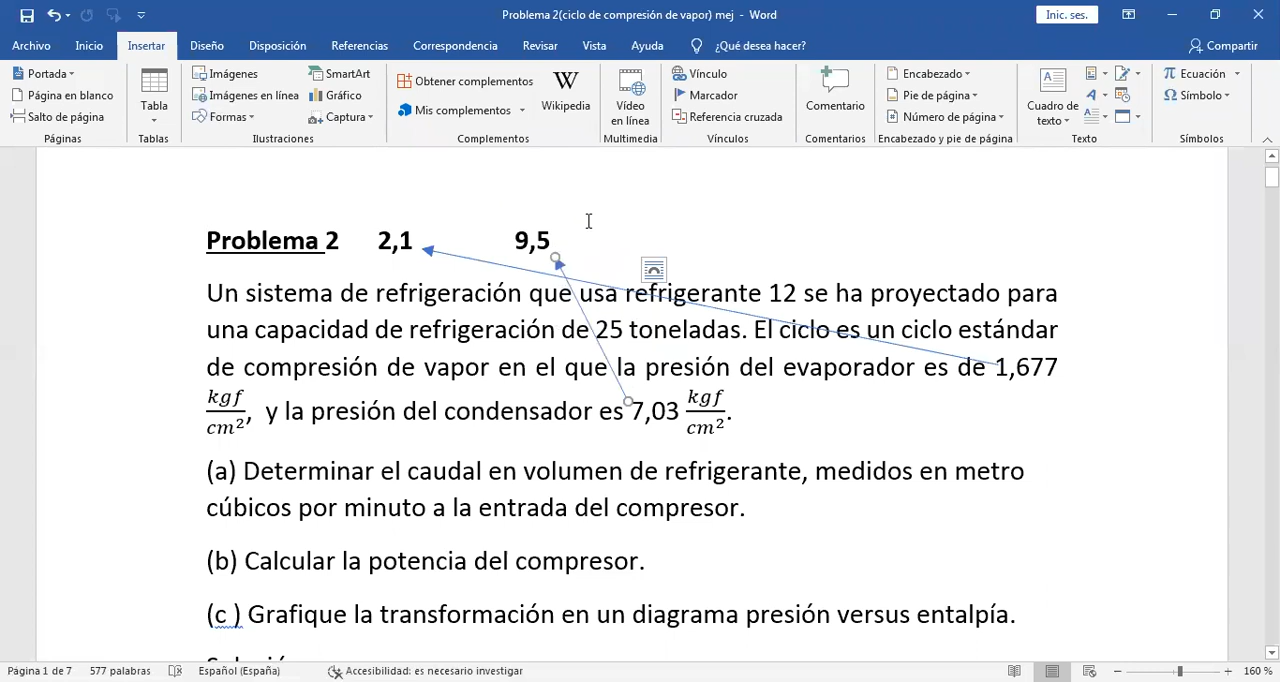 Problema 2(ciclo de compresión de vapor) mej - Word
Inic. ses.
Archivo Inicio Insertar Diseño Disposición Referencias Correspondencia Revisar Vista Ayuda ¿Qué desea hacer? Compartir
Portada
Página en blanco
Salto de página
Páginas
Tabla
Tablas
Imágenes
Imágenes en línea
Formas
SmartArt
Gráfico
Captura
Ilustraciones
Obtener complementos
Mis complementos
W
Wikipedia
Complementos
Vídeo en línea
Multimedia
Vínculo
Marcador
Referencia cruzada
Vínculos
Comentario
Comentarios
Encabezado
Pie de página
Número de página
Encabezado y pie de página
Cuadro de texto
Texto
Ecuación
Símbolo
Símbolos
Problema 2 2,1 9,5
Un sistema de refrigeración que usa refrigerante 12 se ha proyectado para
una capacidad de refrigeración de 25 toneladas. El ciclo es un ciclo estándar
de compresión de vapor en el que la presión del evaporador es de 1,677
kgf/cm², y la presión del condensador es 7,03 kgf/cm².
(a) Determinar el caudal en volumen de refrigerante, medidos en metro
cúbicos por minuto a la entrada del compresor.
(b) Calcular la potencia del compresor.
(c ) Grafique la transformación en un diagrama presión versus entalpía.
Solución
Página 1 de 7 577 palabras Español (España) Accesibilidad: es necesario investigar 160 %